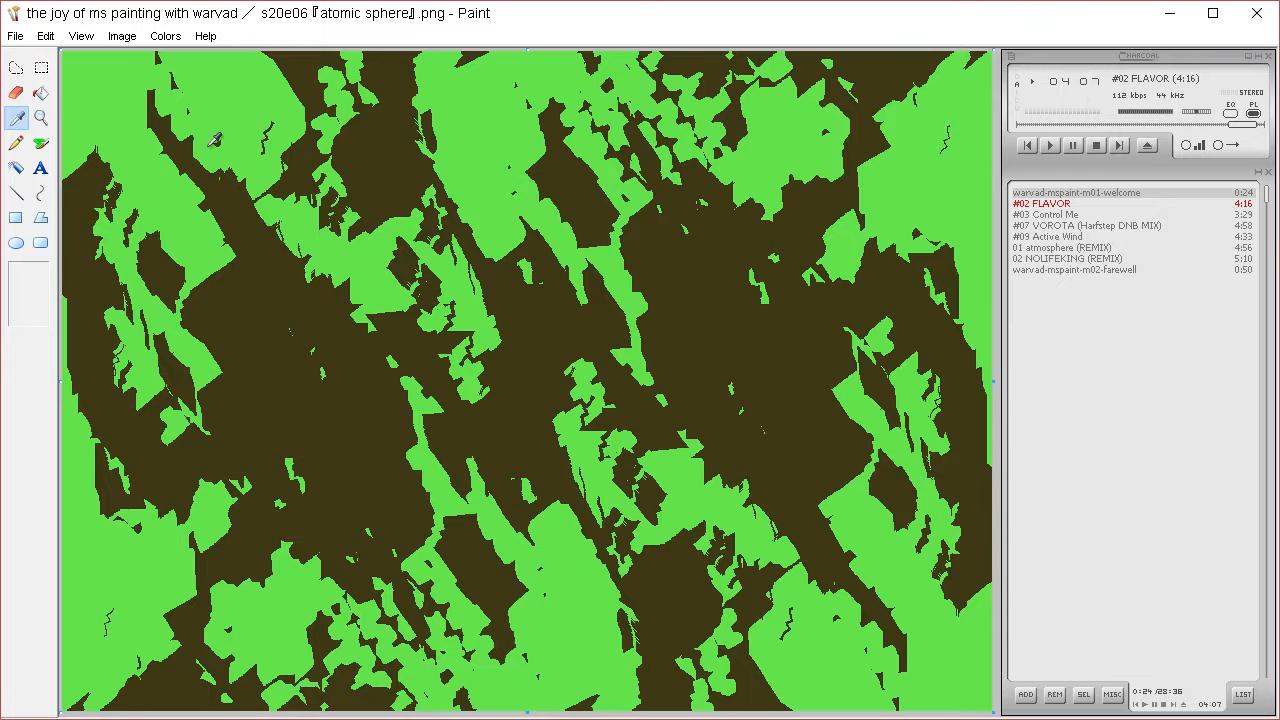 the joy of ms painting with warvad ／ s20e06『atomic sphere』.png - Paint
File Edit View Image Colors Help
A
CHARCOAL
04 07
#02 FLAVOR (4:16)
112 kbps 44 kHz
MONO STEREO
EQ PL
warvad-mspaint-m01-welcome 0:24
#02 FLAVOR 4:16
#03 Control Me 3:29
#07 VOROTA (Harfstep DNB MIX) 4:58
#09 Active Wind 4:33
01 atmosphere (REMIX) 4:56
02 NOLIFEKING (REMIX) 5:10
warvad-mspaint-m02-farewell 0:50
ADD REM SEL MISC 0:24 /28:36 LIST
04:07